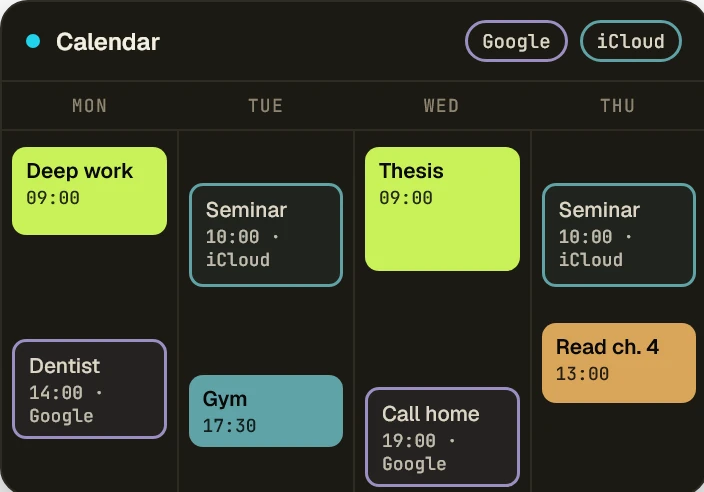 Calendar
Google
iCloud
MON
TUE
WED
THU
Deep work
09:00
Dentist
14:00 ·
Google
Seminar
10:00 ·
iCloud
Gym
17:30
Thesis
09:00
Call home
19:00 ·
Google
Seminar
10:00 ·
iCloud
Read ch. 4
13:00